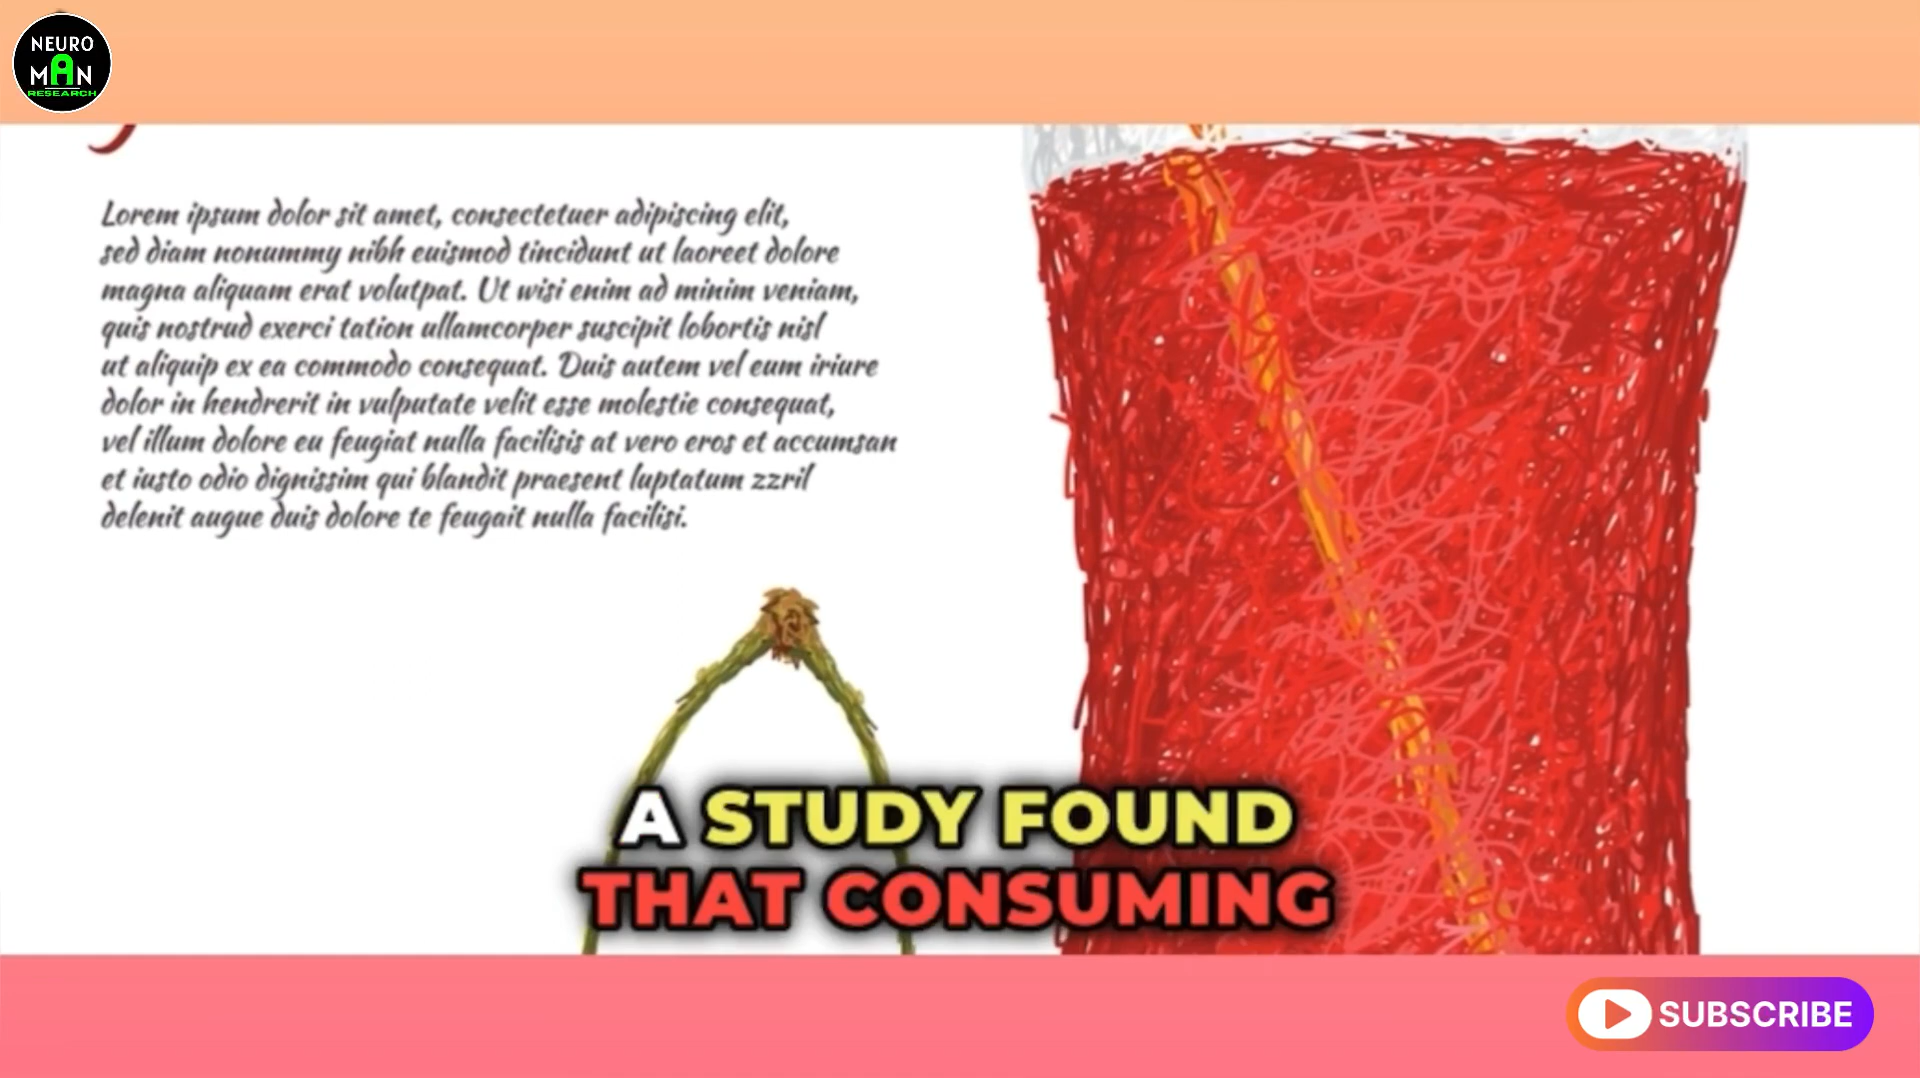 NEURO
MAN
RESEARCH
Lorem ipsum dolor sit amet, consectetuer adipiscing elit,
sed diam nonummy nibh euismod tincidunt ut laoreet dolore
magna aliquam erat volutpat. Ut wisi enim ad minim veniam,
quis nostrud exerci tation ullamcorper suscipit lobortis nisl
ut aliquip ex ea commodo consequat. Duis autem vel eum iriure
dolor in hendrerit in vulputate velit esse molestie consequat,
vel illum dolore eu feugiat nulla facilisis at vero eros et accumsan
et iusto odio dignissim qui blandit praesent luptatum zzril
delenit augue duis dolore te feugait nulla facilisi.
A STUDY FOUND
THAT CONSUMING
SUBSCRIBE